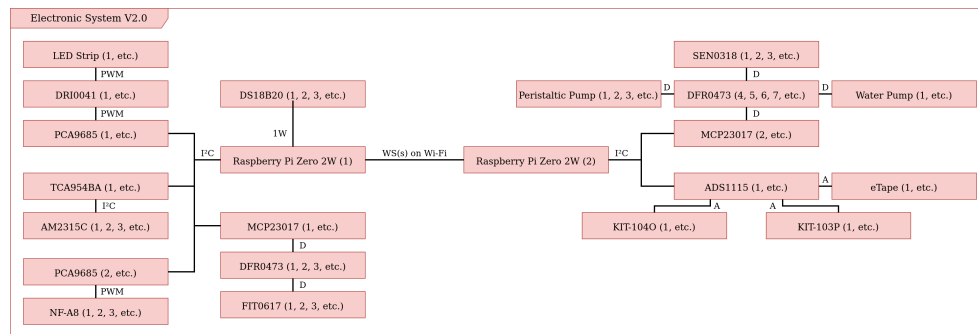 Electronic System V2.0
LED Strip (1, etc.)
PWM
DRI0041 (1, etc.)
PWM
PCA9685 (1, etc.)
I²C
TCA954BA (1, etc.)
I²C
AM2315C (1, 2, 3, etc.)
PCA9685 (2, etc.)
PWM
NF-A8 (1, 2, 3, etc.)
DS18B20 (1, 2, 3, etc.)
1W
Raspberry Pi Zero 2W (1)
MCP23017 (1, etc.)
D
DFR0473 (1, 2, 3, etc.)
D
FIT0617 (1, 2, 3, etc.)
WS(s) on Wi-Fi
Raspberry Pi Zero 2W (2)
I²C
SEN0318 (1, 2, 3, etc.)
D
Peristaltic Pump (1, 2, 3, etc.)
D
DFR0473 (4, 5, 6, 7, etc.)
D
Water Pump (1, etc.)
D
MCP23017 (2, etc.)
ADS1115 (1, etc.)
A
eTape (1, etc.)
A
A
KIT-104O (1, etc.)
KIT-103P (1, etc.)